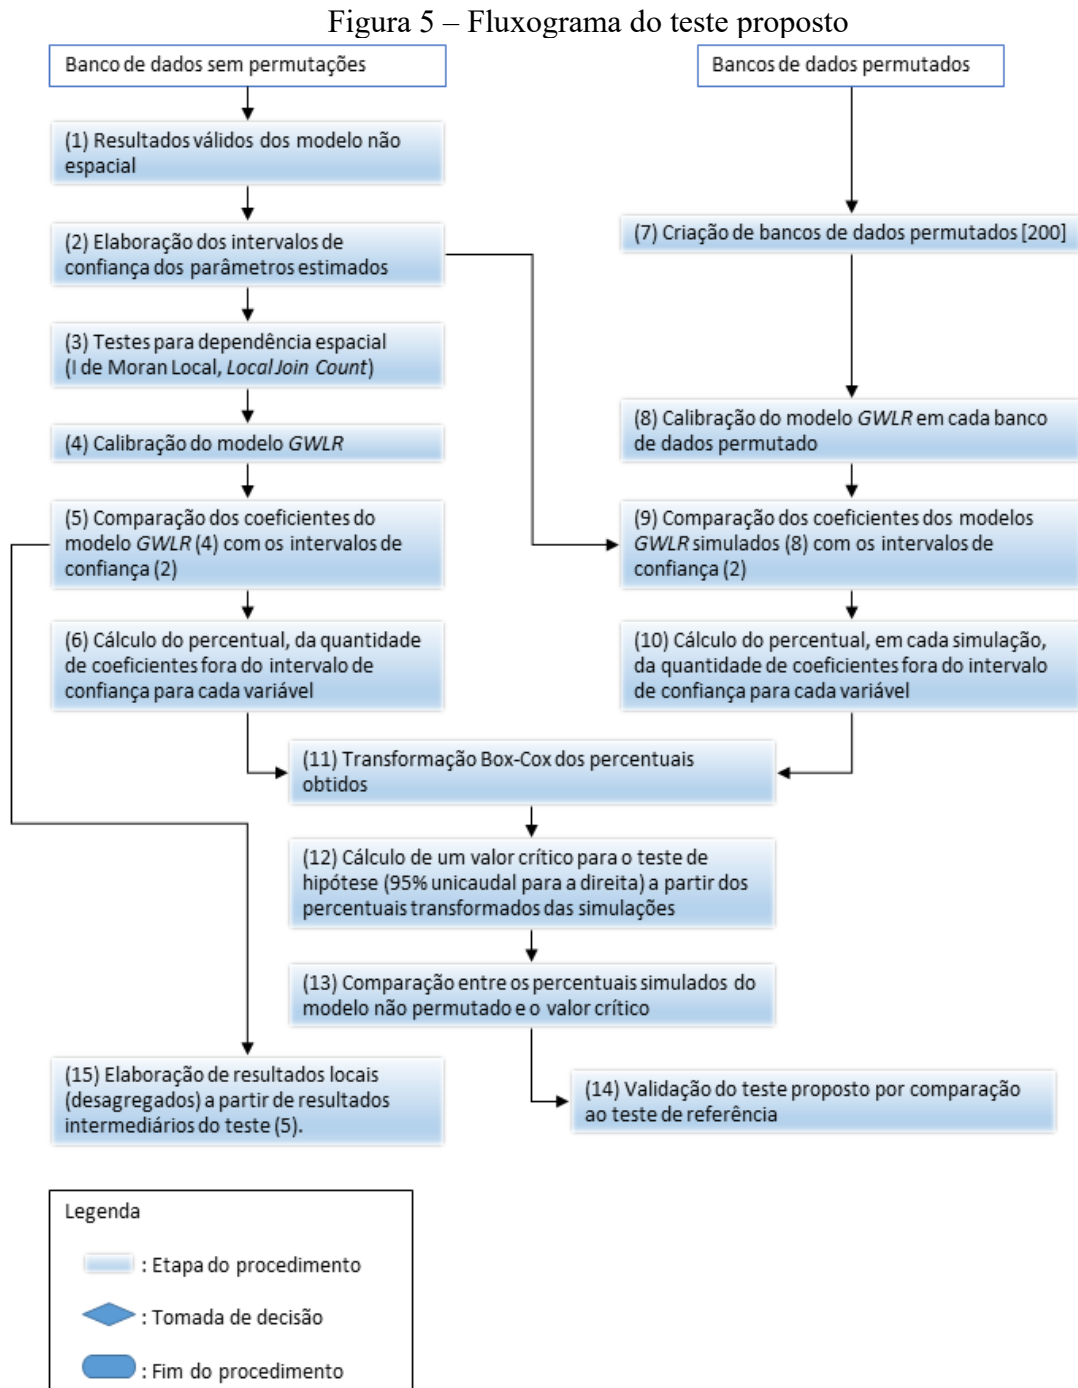 Figura 5 – Fluxograma do teste proposto
Banco de dados sem permutações
Bancos de dados permutados
(1) Resultados válidos dos modelo não
espacial
(2) Elaboração dos intervalos de
confiança dos parâmetros estimados
(3) Testes para dependência espacial
(I de Moran Local, Local Join Count)
(4) Calibração do modelo GWLR
(5) Comparação dos coeficientes do
modelo GWLR (4) com os intervalos de
confiança (2)
(6) Cálculo do percentual, da quantidade
de coeficientes fora do intervalo de
confiança para cada variável
(7) Criação de bancos de dados permutados [200]
(8) Calibração do modelo GWLR em cada banco
de dados permutado
(9) Comparação dos coeficientes dos modelos
GWLR simulados (8) com os intervalos de
confiança (2)
(10) Cálculo do percentual, em cada simulação,
da quantidade de coeficientes fora do intervalo
de confiança para cada variável
(11) Transformação Box-Cox dos percentuais
obtidos
(12) Cálculo de um valor crítico para o teste de
hipótese (95% unicaudal para a direita) a partir dos
percentuais transformados das simulações
(13) Comparação entre os percentuais simulados do
modelo não permutado e o valor crítico
(14) Validação do teste proposto por comparação
ao teste de referência
(15) Elaboração de resultados locais
(desagregados) a partir de resultados
intermediários do teste (5).
Legenda
: Etapa do procedimento
: Tomada de decisão
: Fim do procedimento